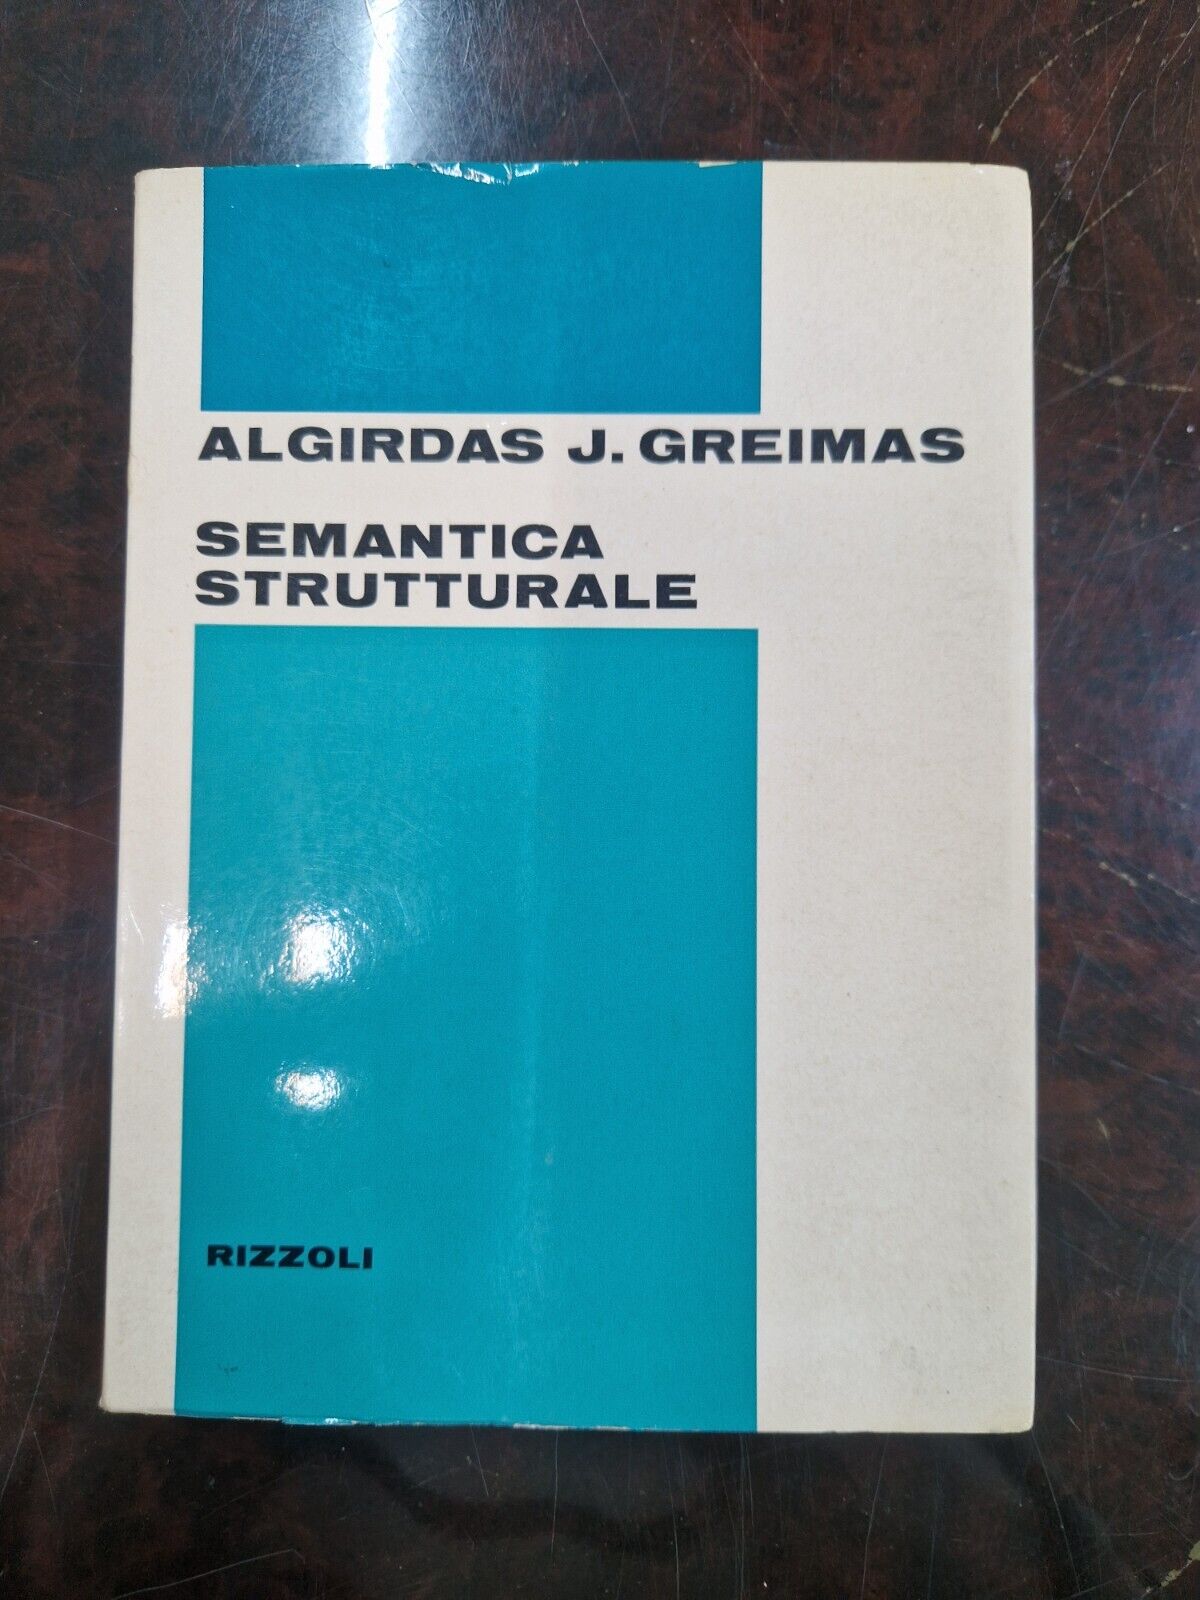 ALGIRDAS J. GREIMAS
SEMANTICA
STRUTTURALE
RIZZOLI